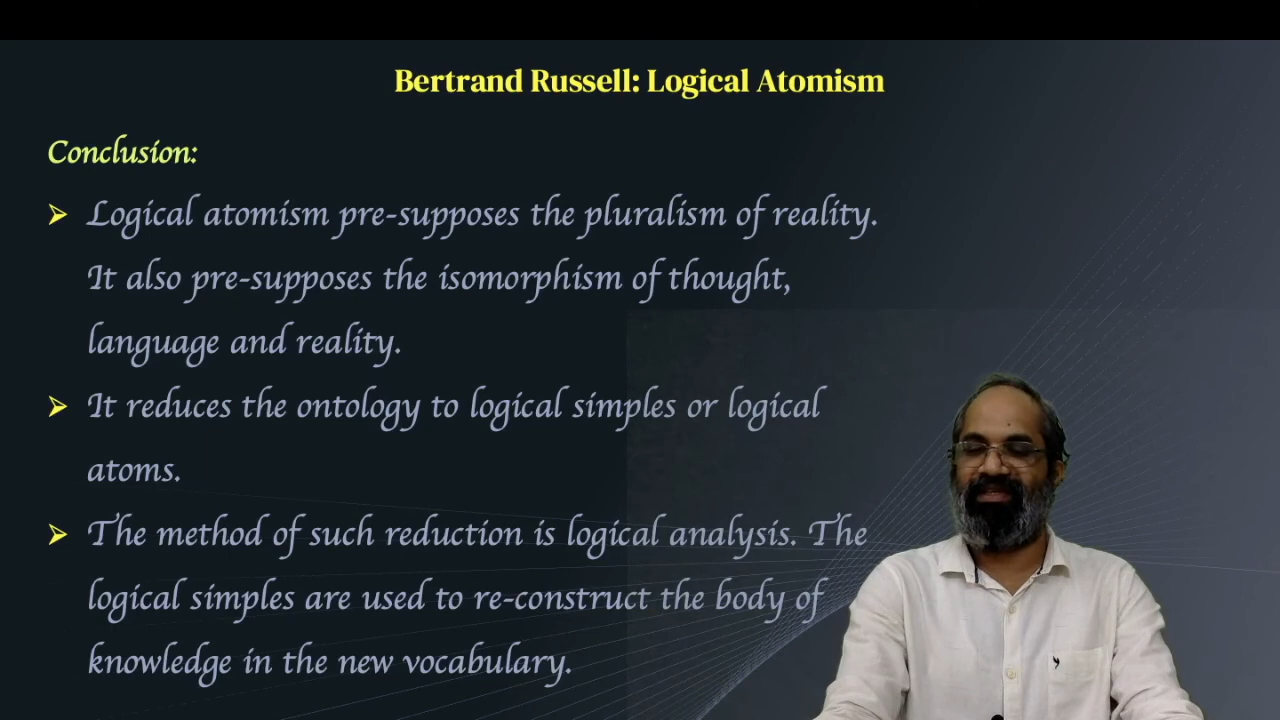 Bertrand Russell: Logical Atomism
Conclusion:
Logical atomism pre-supposes the pluralism of reality.
It also pre-supposes the isomorphism of thought,
language and reality.
It reduces the ontology to logical simples or logical
atoms.
The method of such reduction is logical analysis. The
logical simples are used to re-construct the body of
knowledge in the new vocabulary.